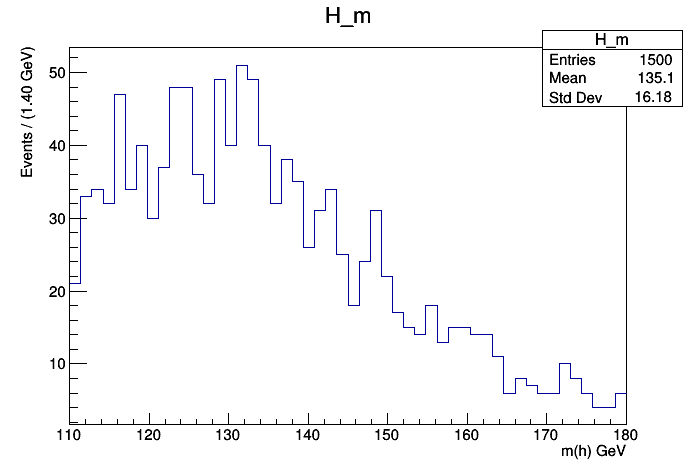 H_m
H_m
Entries 1500
Mean 135.1
Std Dev 16.18
Events / (1.40 GeV)
50
40
30
20
10
110 120 130 140 150 160 170 180
m(h) GeV